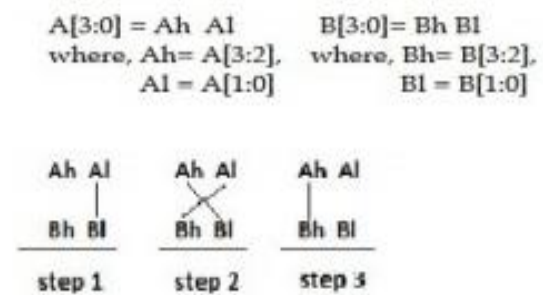 A[3:0] = Ah Al B[3:0]= Bh Bl
where, Ah= A[3:2], where, Bh= B[3:2],
Al = A[1:0] Bl = B[1:0]
Ah Al Ah Al Ah Al
Bh Bl Bh Bl Bh Bl
step 1 step 2 step 3